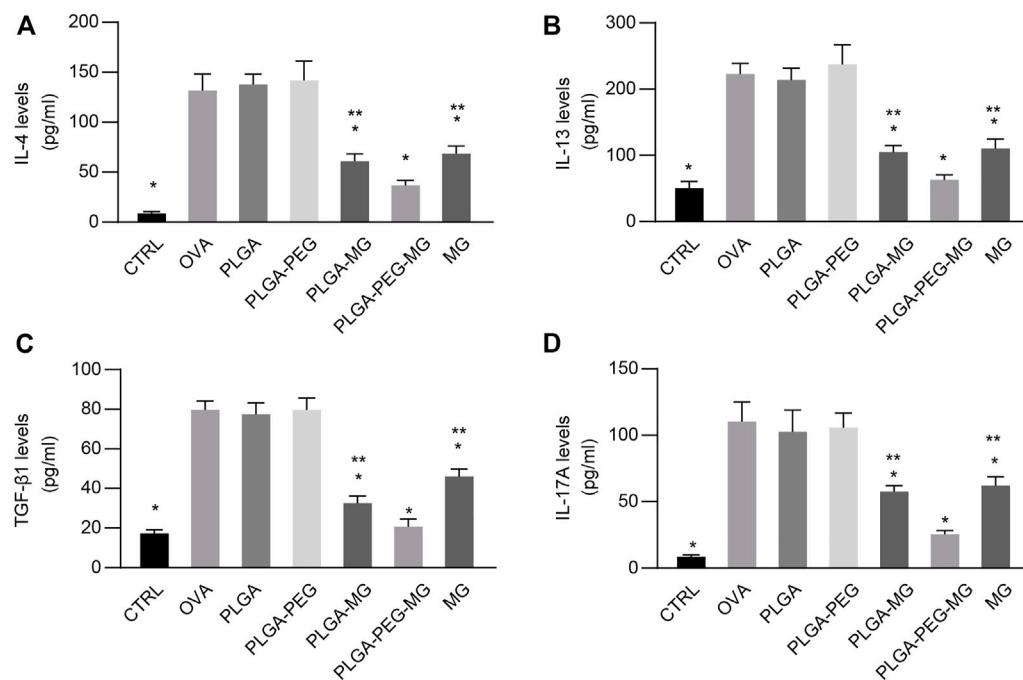 A
IL-4 levels
(pg/ml)
200
150
100
50
0
*
**
*
*
**
*
CTRL
OVA
PLGA
PLGA-PEG
PLGA-MG
PLGA-PEG-MG
MG
B
IL-13 levels
(pg/ml)
300
200
100
0
*
**
*
*
**
*
CTRL
OVA
PLGA
PLGA-PEG
PLGA-MG
PLGA-PEG-MG
MG
C
TGF-β1 levels
(pg/ml)
100
80
60
40
20
0
*
**
*
*
**
*
CTRL
OVA
PLGA
PLGA-PEG
PLGA-MG
PLGA-PEG-MG
MG
D
IL-17A levels
(pg/ml)
150
100
50
0
*
**
*
*
**
*
CTRL
OVA
PLGA
PLGA-PEG
PLGA-MG
PLGA-PEG-MG
MG